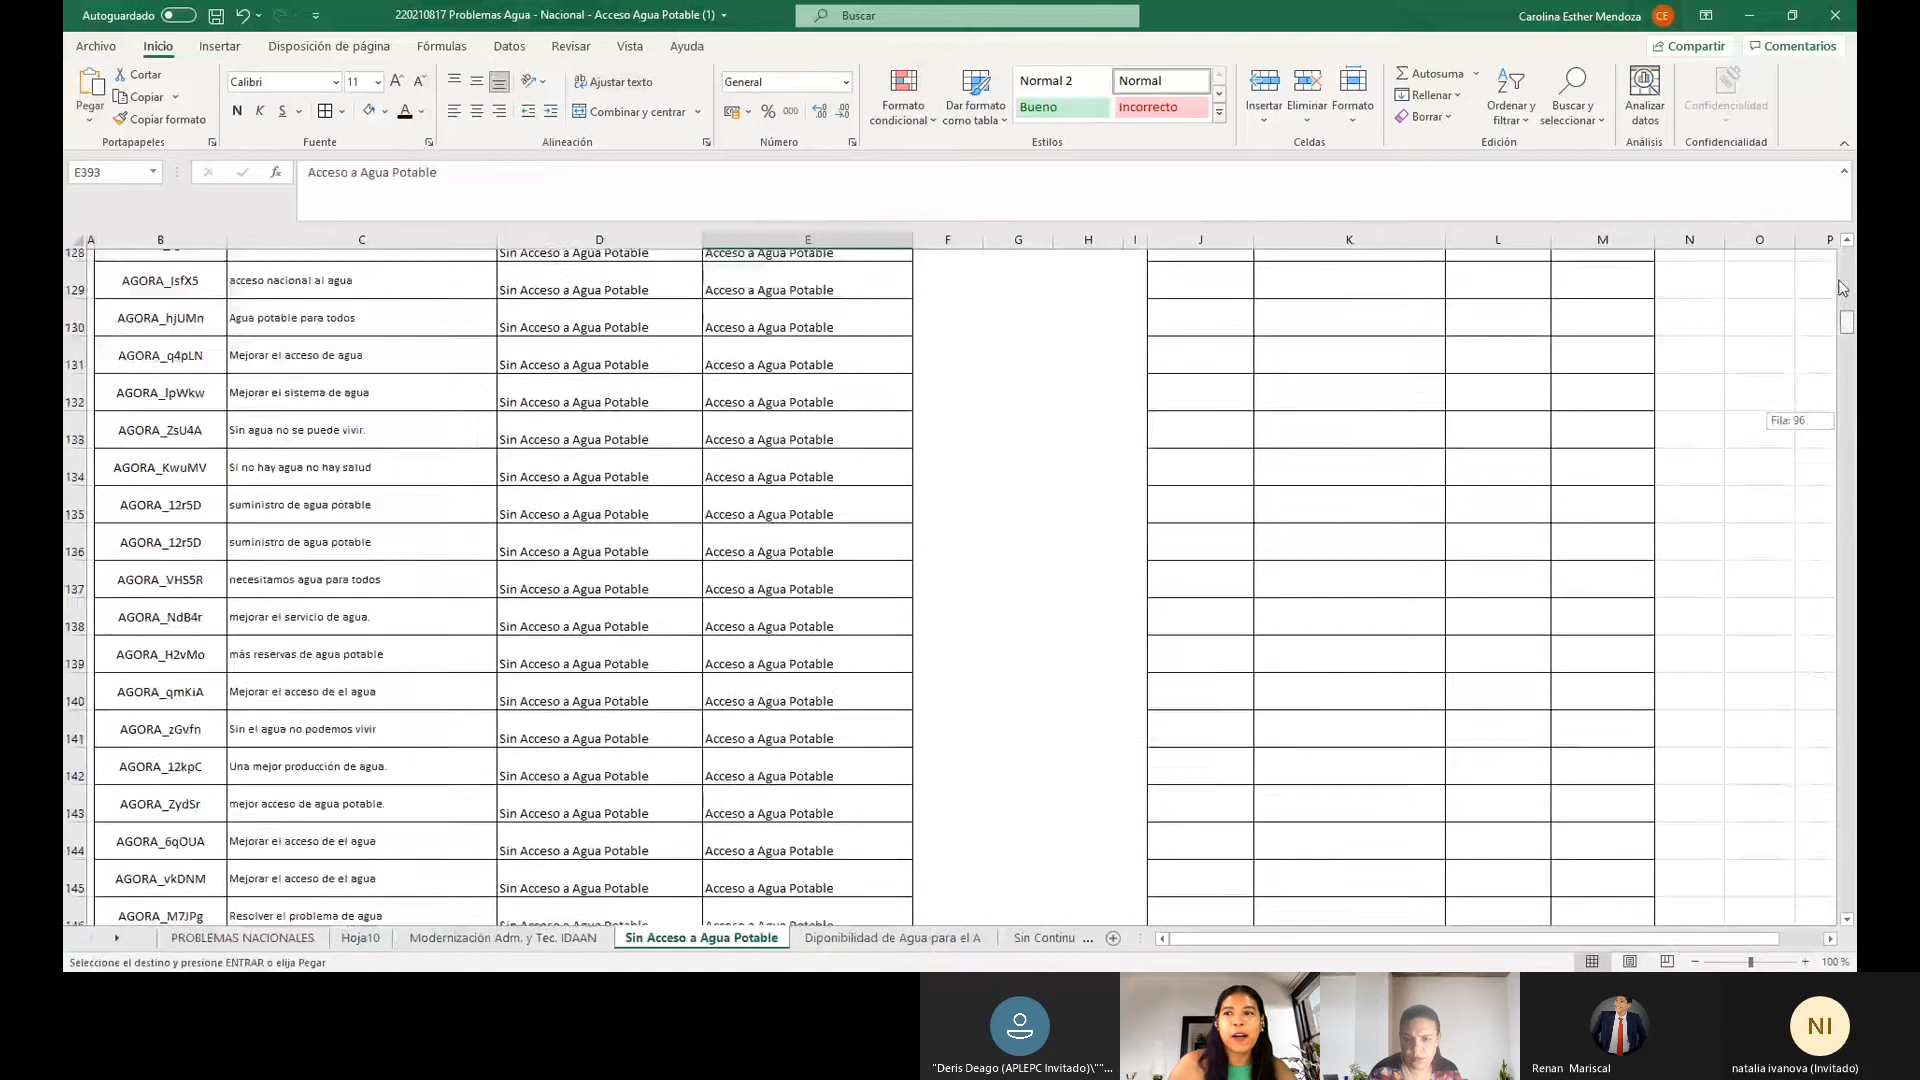 Autoguardado
220210817 Problemas Agua - Nacional - Acceso Agua Potable (1)
Buscar
Carolina Esther Mendoza
CE
Archivo
Inicio
Insertar
Disposición de página
Fórmulas
Datos
Revisar
Vista
Ayuda
Compartir
Comentarios
Pegar
Cortar
Copiar
Copiar formato
Portapapeles
Calibri
11
N K S
Fuente
Ajustar texto
Combinar y centrar
Alineación
General
% 000
Número
Formato condicional
Dar formato como tabla
Normal 2
Normal
Bueno
Incorrecto
Estilos
Insertar
Eliminar
Formato
Celdas
Autosuma
Rellenar
Borrar
Ordenar y filtrar
Buscar y seleccionar
Edición
Analizar datos
Análisis
Confidencialidad
Confidencialidad
E393
fx
Acceso a Agua Potable
A B C D E F G H I J K L M N O P
128 Sin Acceso a Agua Potable Acceso a Agua Potable
129 AGORA_IsfX5 acceso nacional al agua Sin Acceso a Agua Potable Acceso a Agua Potable
130 AGORA_hjUMn Agua potable para todos Sin Acceso a Agua Potable Acceso a Agua Potable
131 AGORA_q4pLN Mejorar el acceso de agua Sin Acceso a Agua Potable Acceso a Agua Potable
132 AGORA_lpWkw Mejorar el sistema de agua Sin Acceso a Agua Potable Acceso a Agua Potable
133 AGORA_ZsU4A Sin agua no se puede vivir. Sin Acceso a Agua Potable Acceso a Agua Potable
134 AGORA_KwuMV Si no hay agua no hay salud Sin Acceso a Agua Potable Acceso a Agua Potable
135 AGORA_12r5D suministro de agua potable Sin Acceso a Agua Potable Acceso a Agua Potable
136 AGORA_12r5D suministro de agua potable Sin Acceso a Agua Potable Acceso a Agua Potable
137 AGORA_VHS5R necesitamos agua para todos Sin Acceso a Agua Potable Acceso a Agua Potable
138 AGORA_NdB4r mejorar el servicio de agua. Sin Acceso a Agua Potable Acceso a Agua Potable
139 AGORA_H2vMo más reservas de agua potable Sin Acceso a Agua Potable Acceso a Agua Potable
140 AGORA_qmKiA Mejorar el acceso de el agua Sin Acceso a Agua Potable Acceso a Agua Potable
141 AGORA_zGvfn Sin el agua no podemos vivir Sin Acceso a Agua Potable Acceso a Agua Potable
142 AGORA_12kpC Una mejor producción de agua. Sin Acceso a Agua Potable Acceso a Agua Potable
143 AGORA_ZydSr mejor acceso de agua potable. Sin Acceso a Agua Potable Acceso a Agua Potable
144 AGORA_6qOUA Mejorar el acceso de el agua Sin Acceso a Agua Potable Acceso a Agua Potable
145 AGORA_vkDNM Mejorar el acceso de el agua Sin Acceso a Agua Potable Acceso a Agua Potable
146 AGORA_M7JPg Resolver el problema de agua Sin Acceso a Agua Potable Acceso a Agua Potable
Fila: 96
PROBLEMAS NACIONALES
Hoja10
Modernización Adm. y Tec. IDAAN
Sin Acceso a Agua Potable
Diponibilidad de Agua para el A
Sin Continu ...
Seleccione el destino y presione ENTRAR o elija Pegar
100 %
"Deris Deago (APLEPC Invitado)\""...
Renan Mariscal
NI
natalia ivanova (Invitado)